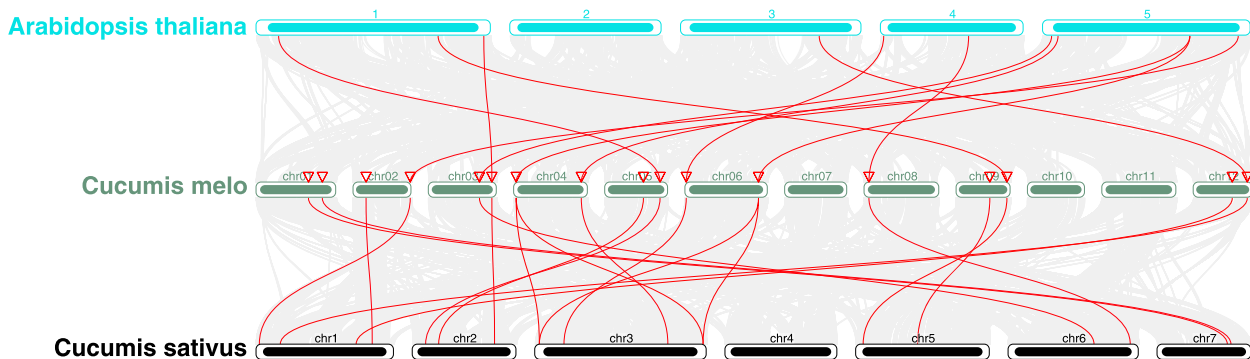 1 2 3 4 5
Arabidopsis thaliana
chr02 chr04 chr06 chr07 chr08 chr10 chr11
Cucumis melo
chr1 chr2 chr3 chr4 chr5 chr6 chr7
Cucumis sativus